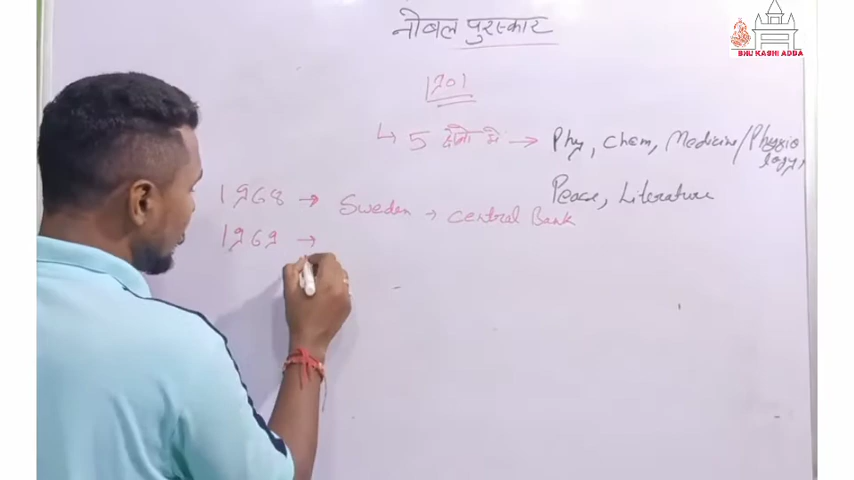 BHU KASHI ADDA
नोबल पुरस्कार
1901
↳ 5 क्षेत्रों में → Phy, Chem, Medicine/Physiology,
Peace, Literature
1968 → Sweden → central Bank
1969 →